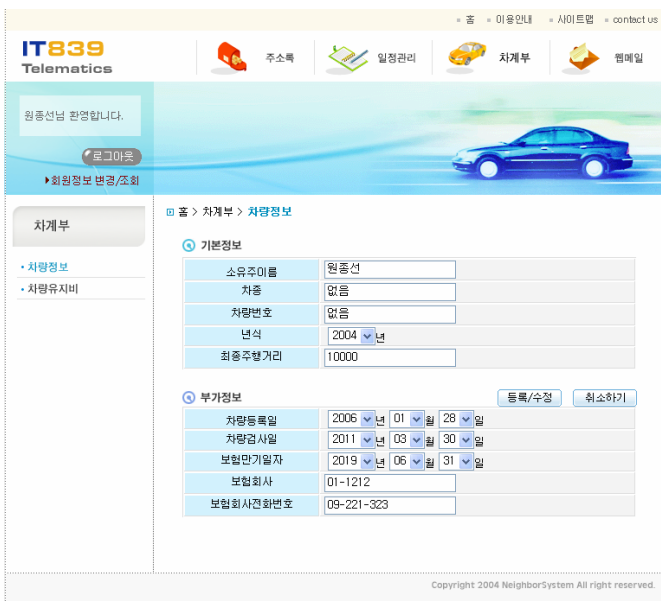 홈 이용안내 사이트맵 contact us
IT839
Telematics
주소록 일정관리 차계부 웹메일
원종선님 환영합니다.
로그아웃
회원정보 변경/조회
차계부
차량정보
차량유지비
홈 > 차계부 > 차량정보
기본정보
소유주이름 원종선
차종 없음
차량번호 없음
년식 2004 년
최종주행거리 10000
부가정보 등록/수정 취소하기
차량등록일 2006 년 01 월 28 일
차량검사일 2011 년 03 월 30 일
보험만기일자 2019 년 06 월 31 일
보험회사 01-1212
보험회사전화번호 09-221-323
Copyright 2004 NeighborSystem All right reserved.